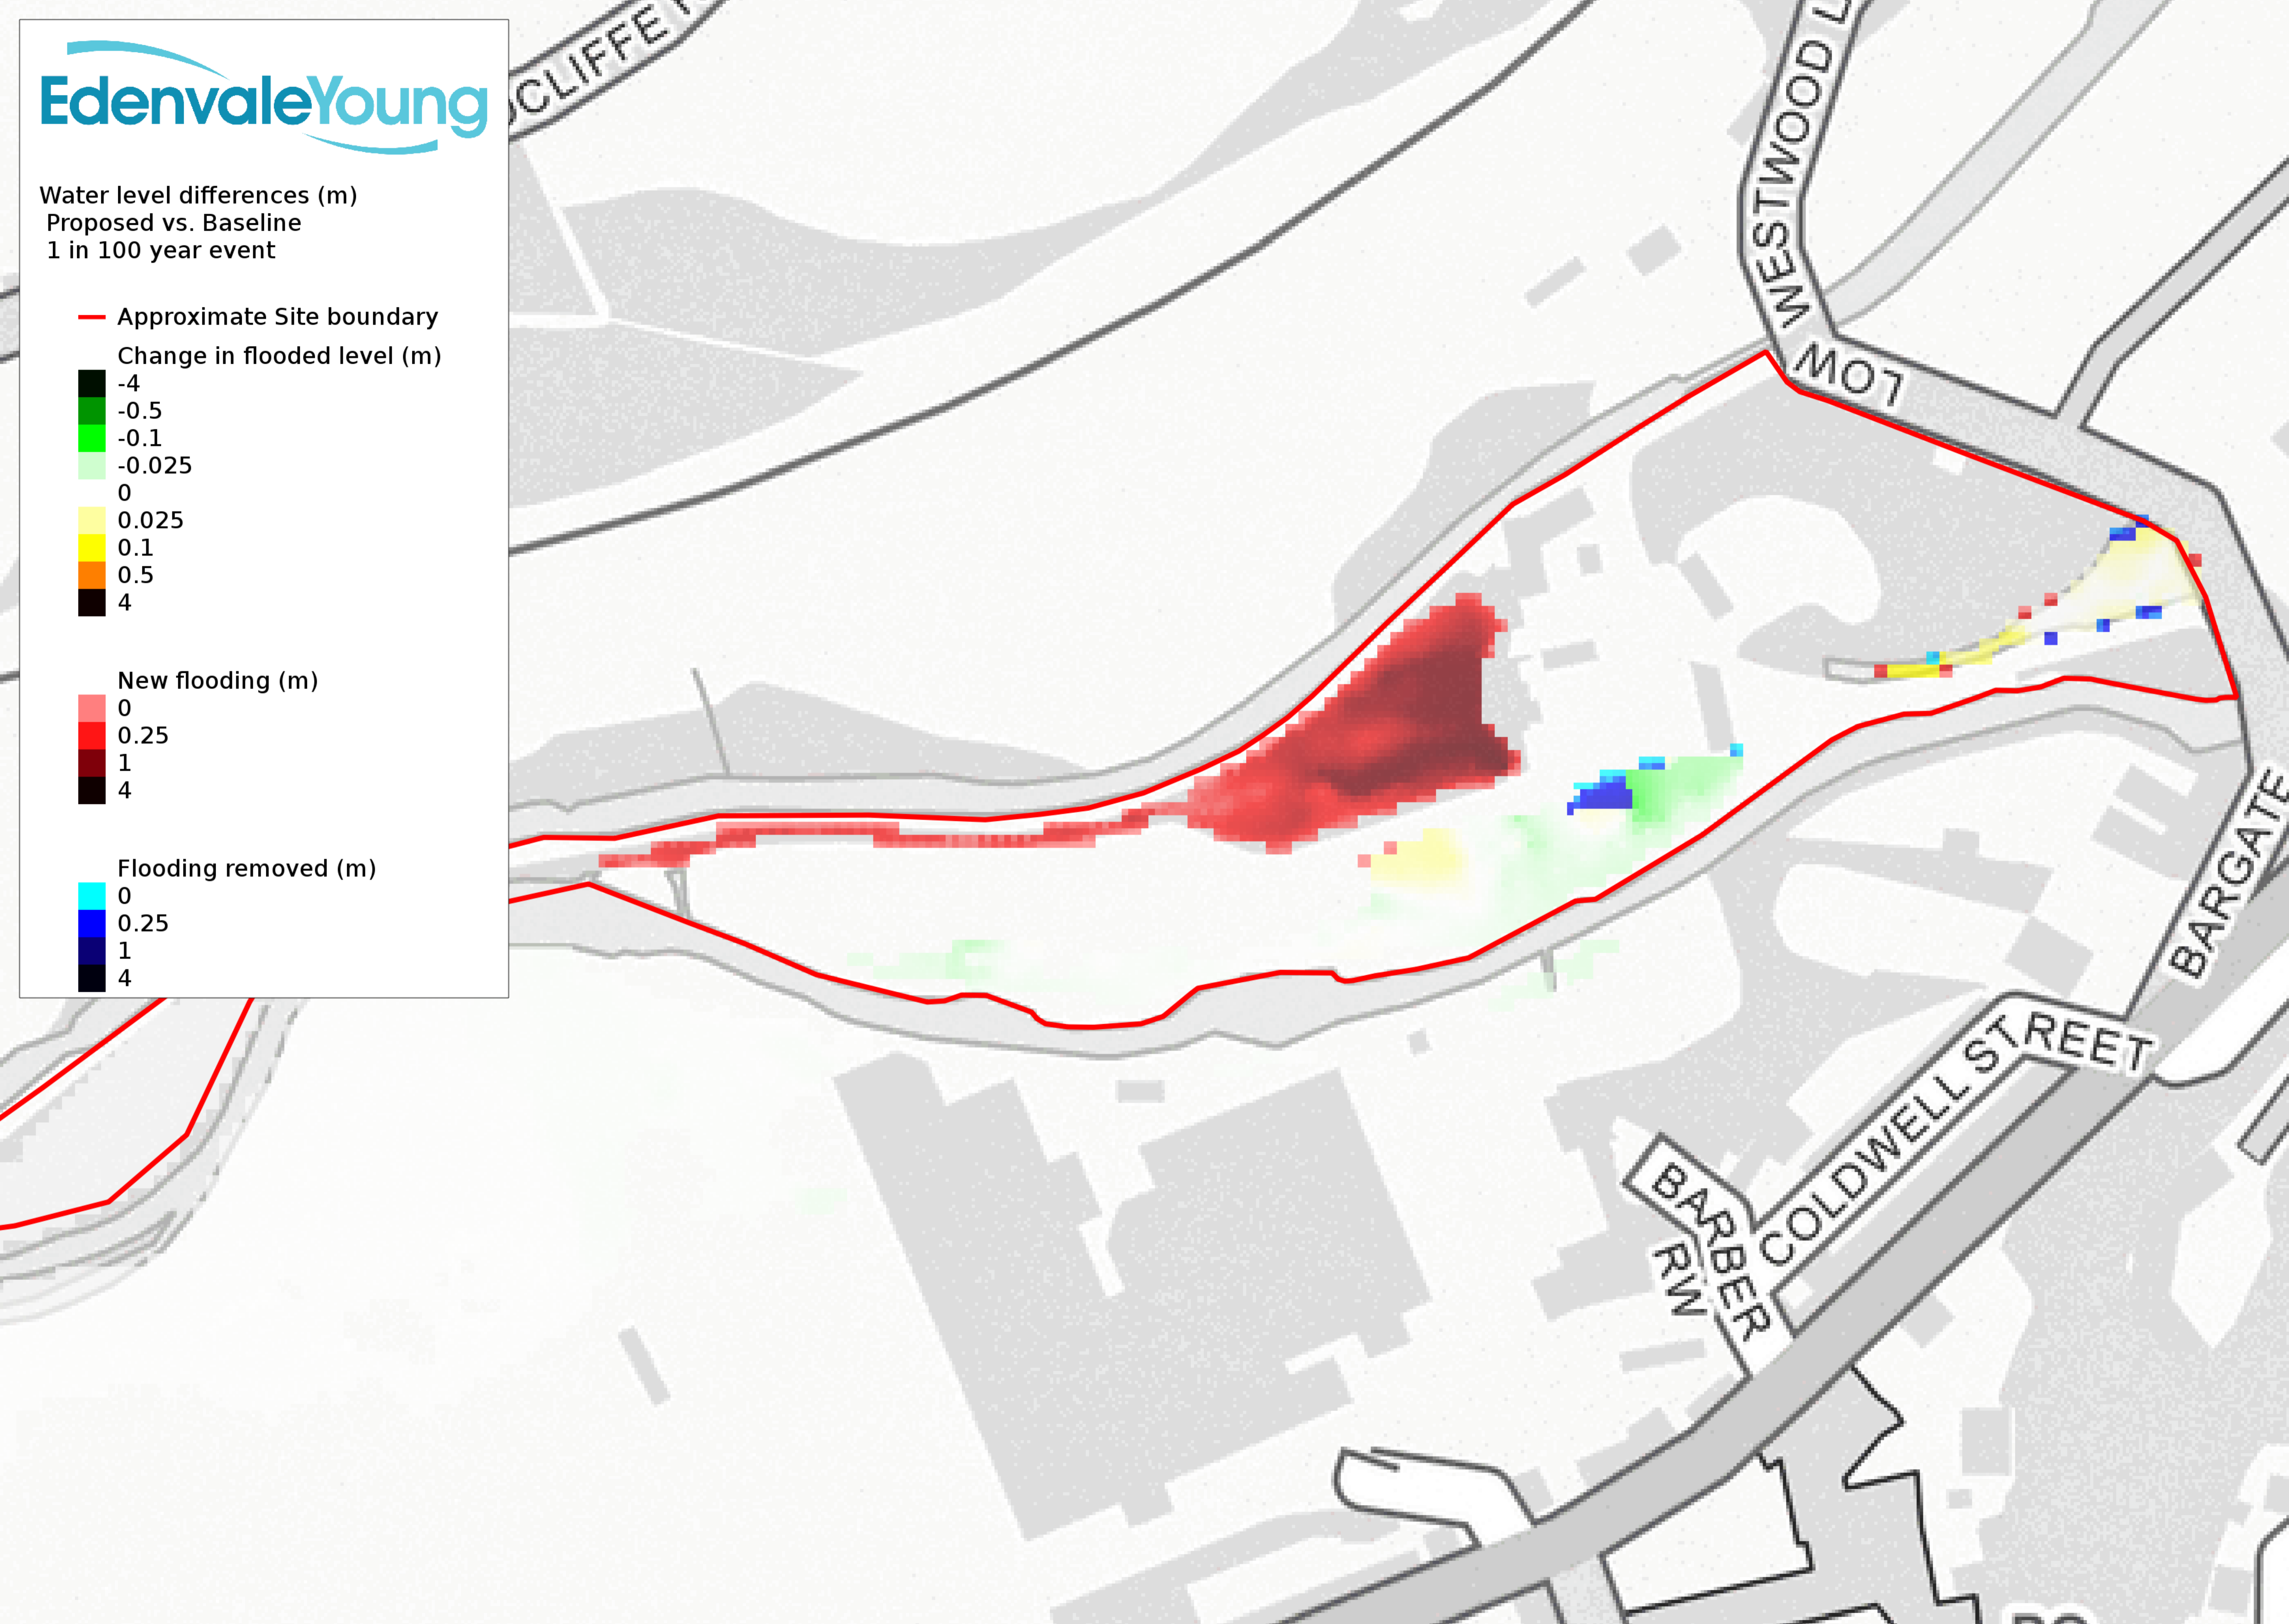 EdenvaleYoung
Water level differences (m)
Proposed vs. Baseline
1 in 100 year event
Approximate Site boundary
Change in flooded level (m)
-4
-0.5
-0.1
-0.025
0
0.025
0.1
0.5
4
New flooding (m)
0
0.25
1
4
Flooding removed (m)
0
0.25
1
4
WESTWOOD
LOW
BARGATE
COLDWELL STREET
BARBER
RW